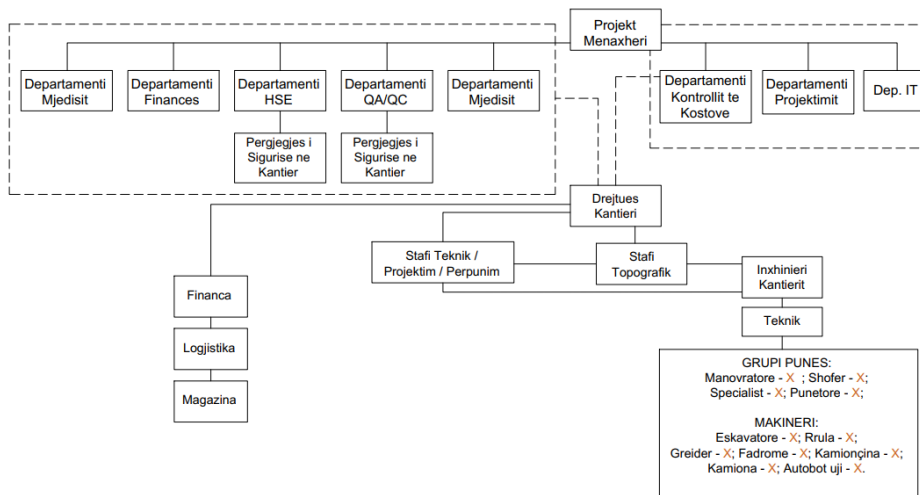 Projekt
Menaxheri
Departamenti
Mjedisit
Departamenti
Finances
Departamenti
HSE
Departamenti
QA/QC
Departamenti
Mjedisit
Departamenti
Kontrollit te
Kostove
Departamenti
Projektimit
Dep. IT
Pergjegjes i
Sigurise ne
Kantier
Pergjegjes i
Sigurise ne
Kantier
Drejtues
Kantieri
Stafi Teknik /
Projektim / Perpunim
Stafi
Topografik
Inxhinieri
Kantierit
Financa
Teknik
Logjistika
Magazina
GRUPI PUNES:
Manovratore - X ; Shofer - X;
Specialist - X; Punetore - X;
MAKINERI:
Eskavatore - X; Rrula - X;
Greider - X; Fadrome - X; Kamionçina - X;
Kamiona - X; Autobot uji - X.